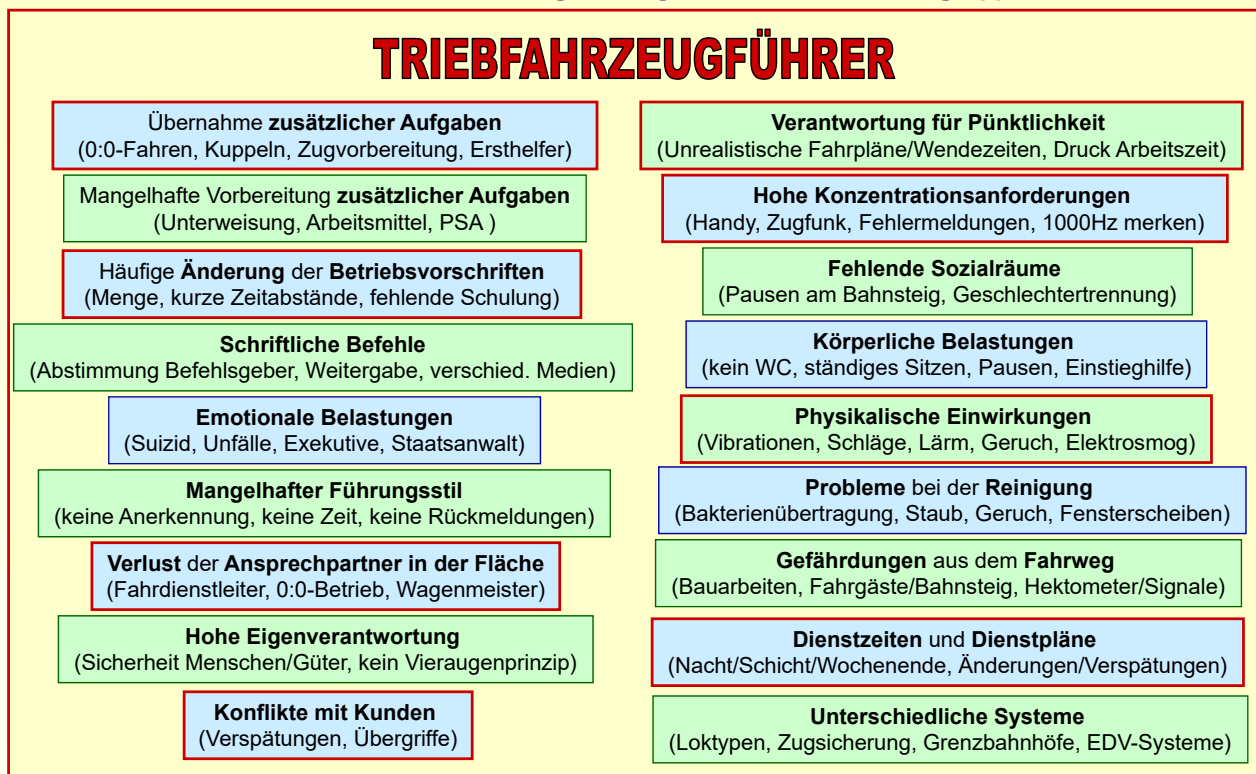 TRIEBFAHRZEUGFÜHRER
Übernahme zusätzlicher Aufgaben
(0:0-Fahren, Kuppeln, Zugvorbereitung, Ersthelfer)
Mangelhafte Vorbereitung zusätzlicher Aufgaben
(Unterweisung, Arbeitsmittel, PSA )
Häufige Änderung der Betriebsvorschriften
(Menge, kurze Zeitabstände, fehlende Schulung)
Schriftliche Befehle
(Abstimmung Befehlsgeber, Weitergabe, verschied. Medien)
Emotionale Belastungen
(Suizid, Unfälle, Exekutive, Staatsanwalt)
Mangelhafter Führungsstil
(keine Anerkennung, keine Zeit, keine Rückmeldungen)
Verlust der Ansprechpartner in der Fläche
(Fahrdienstleiter, 0:0-Betrieb, Wagenmeister)
Hohe Eigenverantwortung
(Sicherheit Menschen/Güter, kein Vieraugenprinzip)
Konflikte mit Kunden
(Verspätungen, Übergriffe)
Verantwortung für Pünktlichkeit
(Unrealistische Fahrpläne/Wendezeiten, Druck Arbeitszeit)
Hohe Konzentrationsanforderungen
(Handy, Zugfunk, Fehlermeldungen, 1000Hz merken)
Fehlende Sozialräume
(Pausen am Bahnsteig, Geschlechtertrennung)
Körperliche Belastungen
(kein WC, ständiges Sitzen, Pausen, Einstieghilfe)
Physikalische Einwirkungen
(Vibrationen, Schläge, Lärm, Geruch, Elektrosmog)
Probleme bei der Reinigung
(Bakterienübertragung, Staub, Geruch, Fensterscheiben)
Gefährdungen aus dem Fahrweg
(Bauarbeiten, Fahrgäste/Bahnsteig, Hektometer/Signale)
Dienstzeiten und Dienstpläne
(Nacht/Schicht/Wochenende, Änderungen/Verspätungen)
Unterschiedliche Systeme
(Loktypen, Zugsicherung, Grenzbahnhöfe, EDV-Systeme)